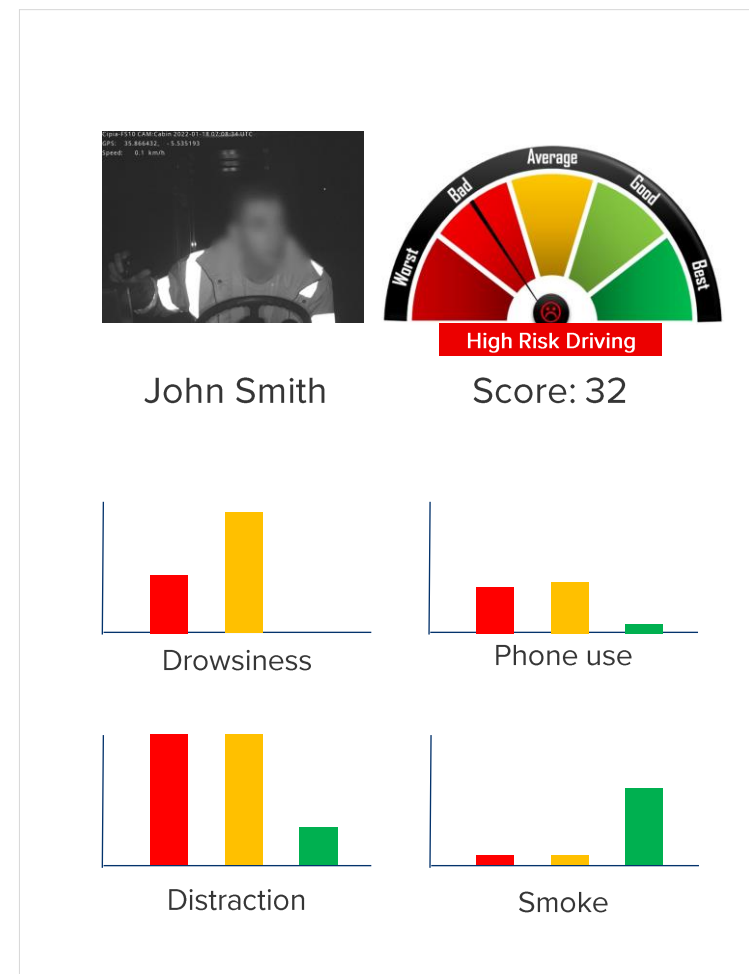 Cipia-FS10 CAM:Cabin 2022-01-18 07:08:34 UTC
GPS: 35.866432, -5.535193
Speed: 0.1 km/h
Worst
Bad
Average
Good
Best
High Risk Driving
John Smith
Score: 32
Drowsiness
Phone use
Distraction
Smoke